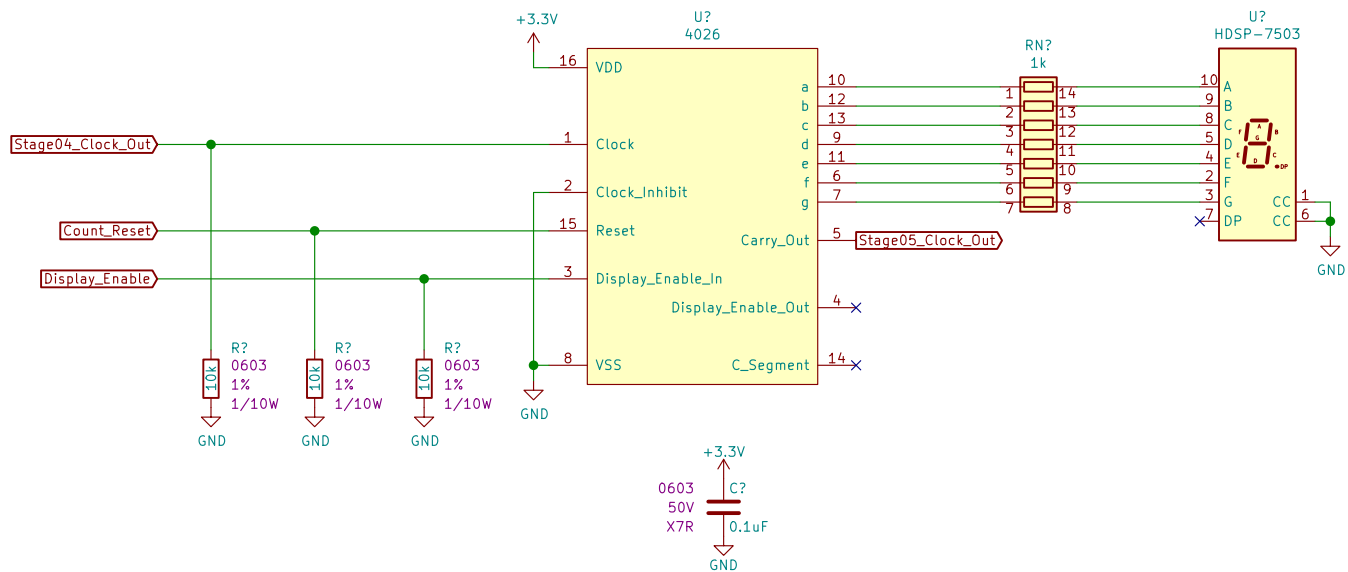 +3.3V
U?
4026
U?
HDSP-7503
RN?
1k
16 VDD
a 10
1 14
10 A
b 12
2 13
9 B
c 13
3 12
8 C
Stage04_Clock_Out
1 Clock
d 9
4 11
5 D
e 11
5 10
4 E
2 Clock_Inhibit
f 6
6 9
2 F
g 7
7 8
3 G
CC 1
7 DP
CC 6
A
B
C
D
E
F
G
DP
Count_Reset
15 Reset
Carry_Out 5
Stage05_Clock_Out
GND
Display_Enable
3 Display_Enable_In
Display_Enable_Out 4
8 VSS
C_Segment 14
GND
R?
10k
0603
1%
1/10W
GND
R?
10k
0603
1%
1/10W
GND
R?
10k
0603
1%
1/10W
GND
+3.3V
0603
50V
X7R
C?
0.1uF
GND